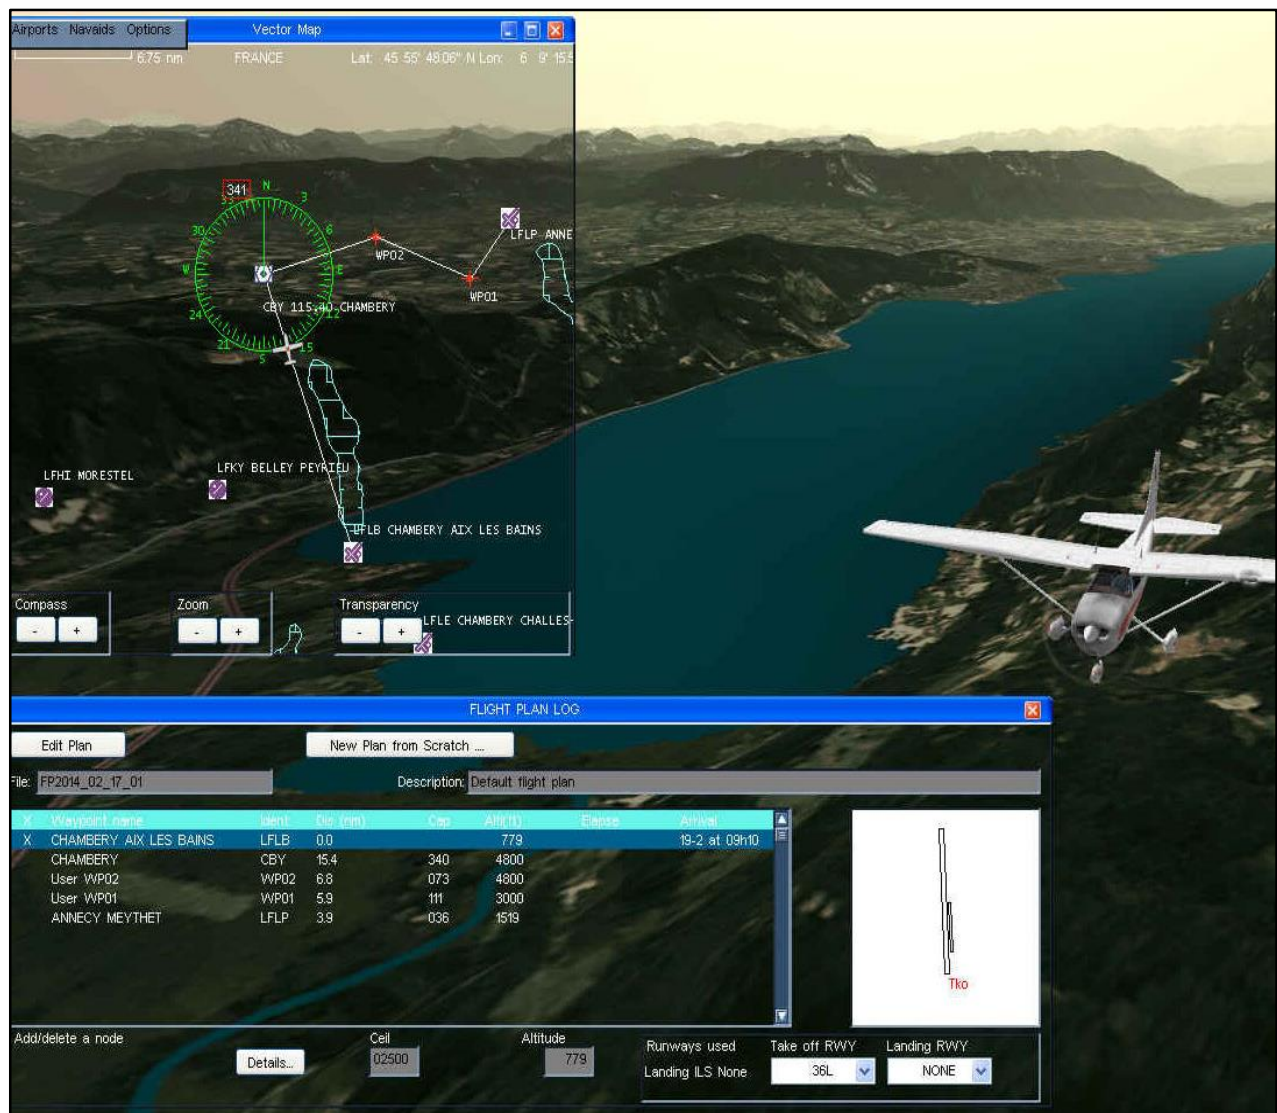 Airports Navaids Options Vector Map
6.75 nm FRANCE Lat: 45 55' 48.06" N Lon: 6 9' 15.5
341
N
33 3
30 6
W E
24 12
21 15
S
LFLP ANNE
WP02
WP01
CBY 115,40 CHAMBERY
LFHI MORESTEL
LFKY BELLEY PEYRIEU
LFLB CHAMBERY AIX LES BAINS
Compass Zoom Transparency
- + - + - +
LFLE CHAMBERY CHALLES-
FLIGHT PLAN LOG
Edit Plan New Plan from Scratch ...
File: FP2014_02_17_01 Description: Default flight plan
X Waypoint name Ident Dis (nm) Cap Alti(ft) Elapse Arrival
X CHAMBERY AIX LES BAINS LFLB 0.0 779 19-2 at 09h10
CHAMBERY CBY 15.4 340 4800
User WP02 WP02 6.8 073 4800
User WP01 WP01 5.9 111 3000
ANNECY MEYTHET LFLP 3.9 036 1519
Tko
Add/delete a node Ceil Altitude
Details... 02500 779
Runways used Take off RWY Landing RWY
Landing ILS None 36L NONE